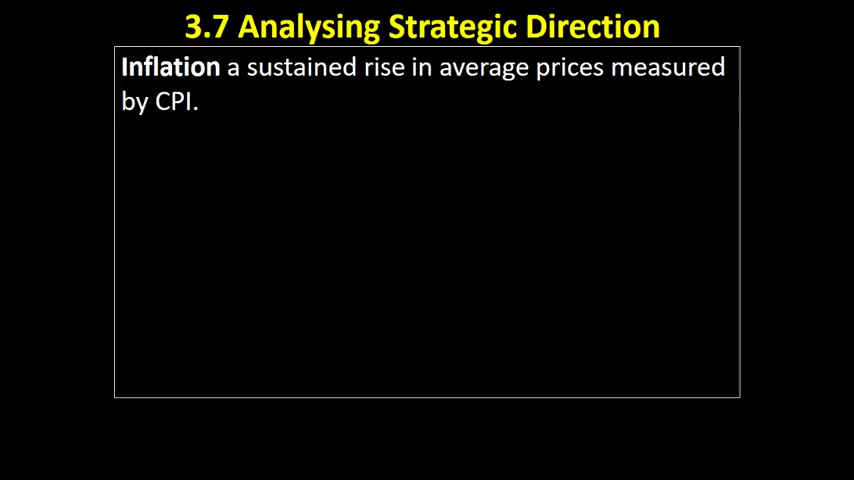 3.7 Analysing Strategic Direction
Inflation a sustained rise in average prices measured
by CPI.